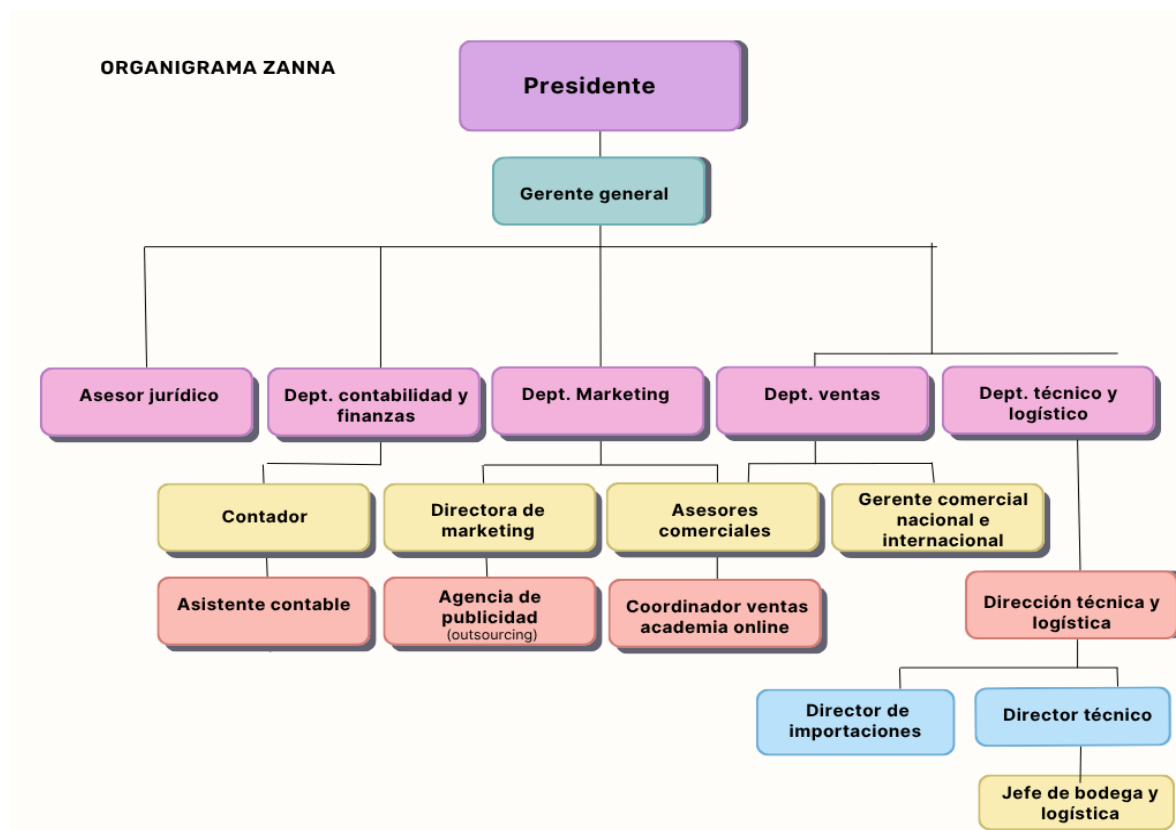 ORGANIGRAMA ZANNA
Presidente
Gerente general
Asesor jurídico
Dept. contabilidad y
finanzas
Dept. Marketing
Dept. ventas
Dept. técnico y
logístico
Contador
Directora de
marketing
Asesores
comerciales
Gerente comercial
nacional e
internacional
Asistente contable
Agencia de
publicidad
(outsourcing)
Coordinador ventas
academia online
Dirección técnica y
logística
Director de
importaciones
Director técnico
Jefe de bodega y
logística